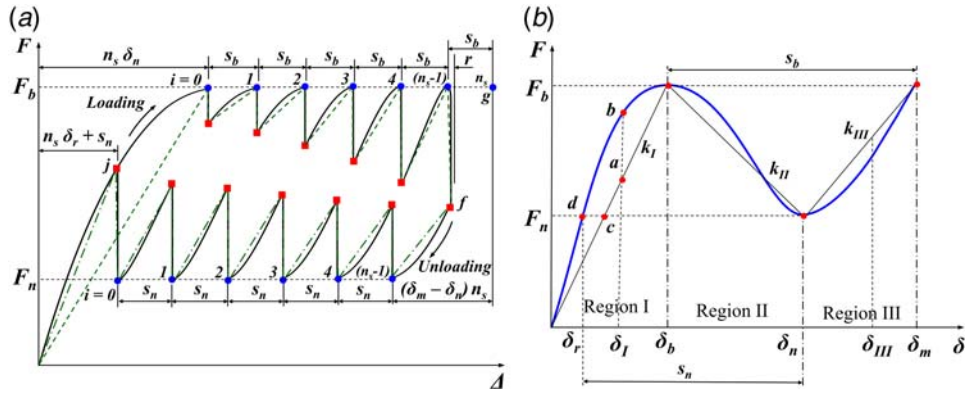 (a)
F
n_s δ_n
s_b
s_b
s_b
s_b
s_b
s_b
r
F_b
i = 0
1
2
3
4
(n_s-1)
n_s
g
Loading
n_s δ_r + s_n
j
f
F_n
i = 0
1
2
3
4
(n_s-1)
Unloading
s_n
s_n
s_n
s_n
s_n
(δ_m − δ_n) n_s
Δ
(b)
F
s_b
F_b
b
k_I
a
k_II
k_III
d
c
F_n
Region I
Region II
Region III
δ_r
δ_I
δ_b
δ_n
δ_III
δ_m
δ
s_n